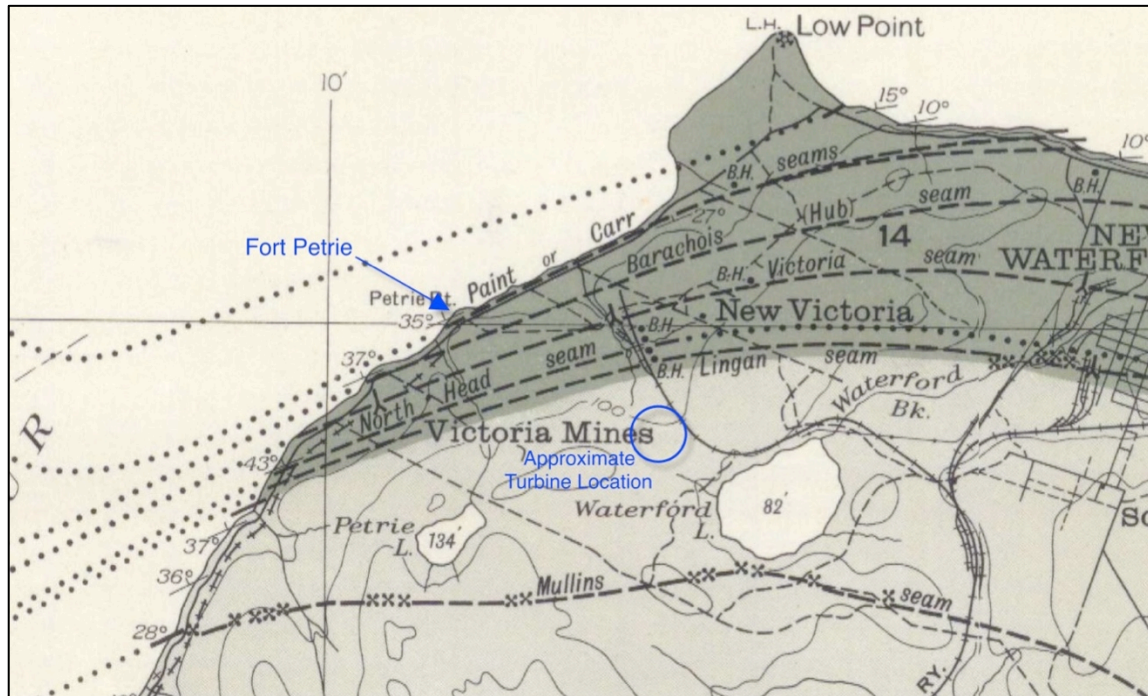 L.H. Low Point
10'
15°
10°
10°
seams
B.H.
B.H.
Carr
27°
(Hub)
seam
Fort Petrie
or
Barachois
14
NEW
WATERF
Paint
B.H.
Victoria
seam
Petrie Pt.
35°
New Victoria
B.H.
37°
seam
B.H.
Lingan
seam
Head
North
100
Waterford
Bk.
R
Victoria Mines
43°
Approximate
Turbine Location
Petrie
L.
134'
Waterford
L.
82'
SC
37°
36°
Mullins
seam
28°
RY.